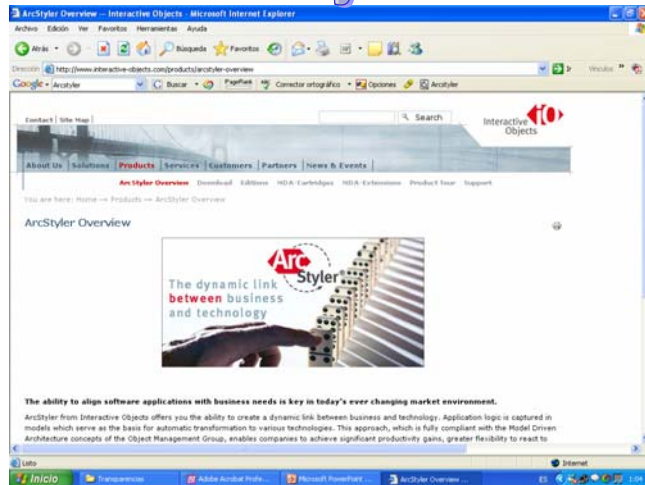 ArcStyler Overview -- Interactive Objects - Microsoft Internet Explorer
Archivo Edición Ver Favoritos Herramientas Ayuda
Atrás Búsqueda Favoritos
Dirección http://www.interactive-objects.com/products/arcstyler-overview Ir Vínculos »
Google Arcstyler Buscar PageRank Corrector ortográfico Opciones Arcstyler
Contact | Site Map |
Search
Interactive
Objects
iO
About Us | Solutions | Products | Services | Customers | Partners | News & Events |
ArcStyler Overview Download Editions MDA-Cartridges MDA-Extensions Product Tour Support
You are here: Home → Products → ArcStyler Overview
ArcStyler Overview
Arc
Styler
The dynamic link
between business
and technology
The ability to align software applications with business needs is key in today's ever changing market environment.
ArcStyler from Interactive Objects offers you the ability to create a dynamic link between business and technology. Application logic is captured in
models which serve as the basis for automatic transformation to various technologies. This approach, which is fully compliant with the Model Driven
Architecture concepts of the Object Management Group, enables companies to achieve significant productivity gains, greater flexibility to react to
Listo Internet
Inicio Transparencias Adobe Acrobat Profe... Microsoft PowerPoint ... ArcStyler Overview ... ES 1:04